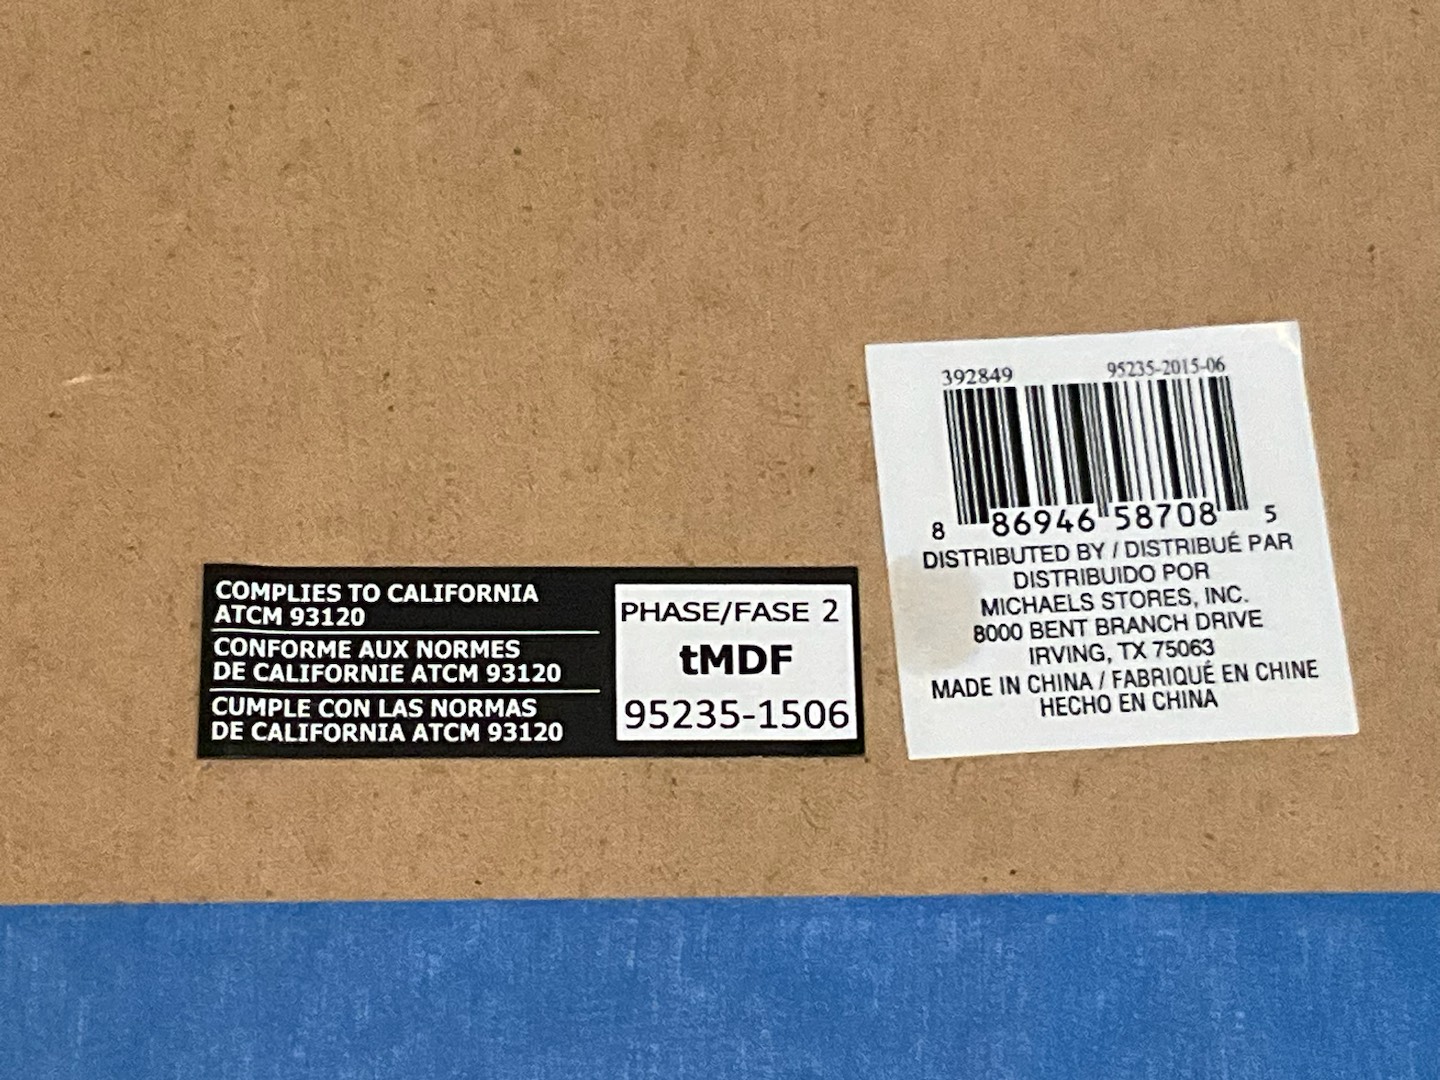 392849 95235-2015-06
8 86946 58708 5
DISTRIBUTED BY / DISTRIBUÉ PAR
DISTRIBUIDO POR
MICHAELS STORES, INC.
8000 BENT BRANCH DRIVE
IRVING, TX 75063
MADE IN CHINA / FABRIQUÉ EN CHINE
HECHO EN CHINA
COMPLIES TO CALIFORNIA
ATCM 93120
CONFORME AUX NORMES
DE CALIFORNIE ATCM 93120
CUMPLE CON LAS NORMAS
DE CALIFORNIA ATCM 93120
PHASE/FASE 2
tMDF
95235-1506